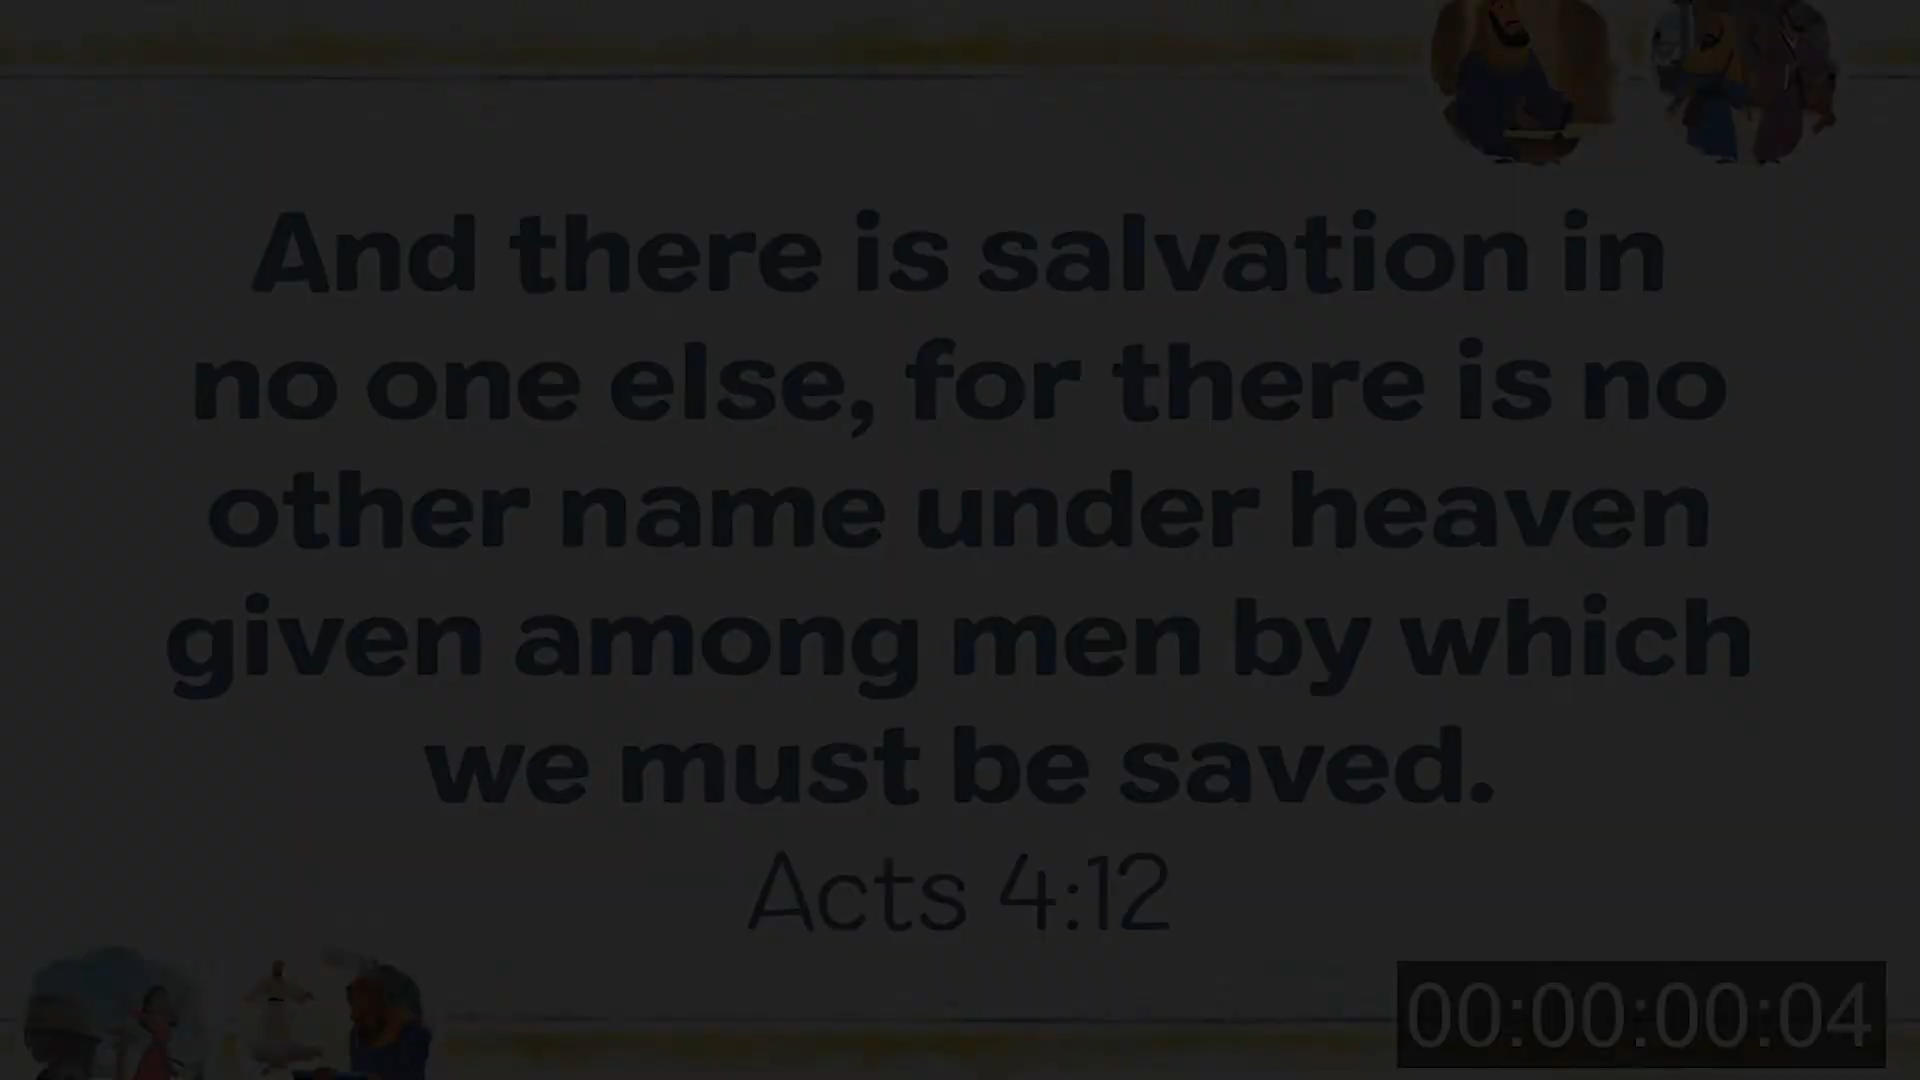 And there is salvation in
no one else, for there is no
other name under heaven
given among men by which
we must be saved.
Acts 4:12
00:00:00:04